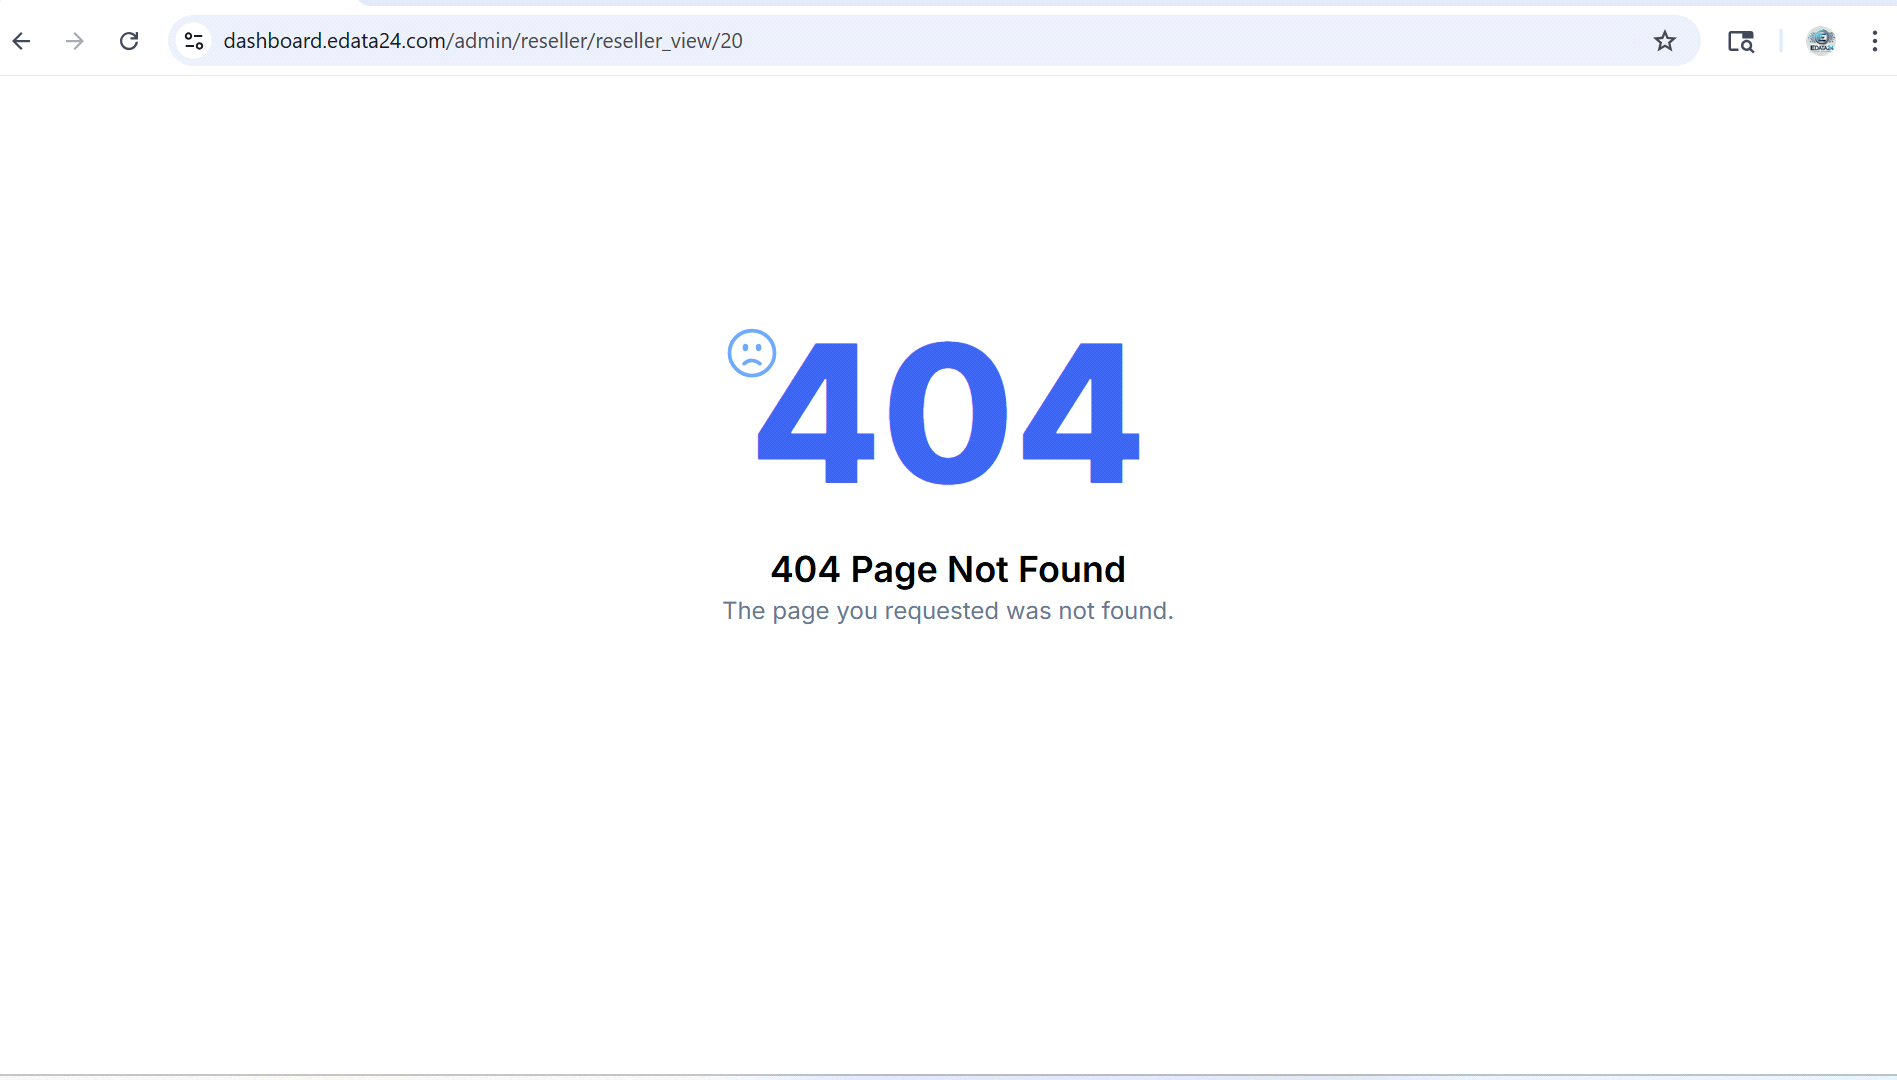 dashboard.edata24.com/admin/reseller/reseller_view/20
EDATA24
404
404 Page Not Found
The page you requested was not found.